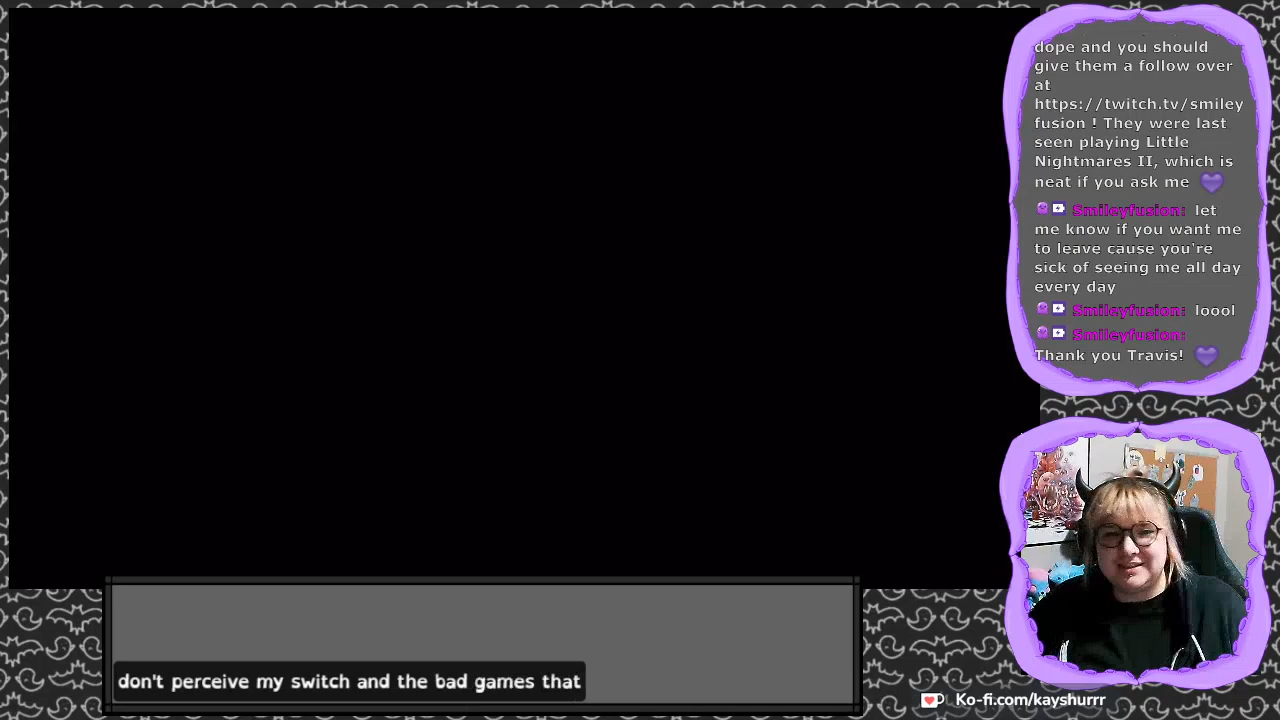 dope and you should
give them a follow over
at
https://twitch.tv/smiley
fusion ! They were last
seen playing Little
Nightmares II, which is
neat if you ask me
Smileyfusion: let
me know if you want me
to leave cause you're
sick of seeing me all day
every day
Smileyfusion: loool
Smileyfusion:
Thank you Travis!
don't perceive my switch and the bad games that
Ko-fi.com/kayshurrr